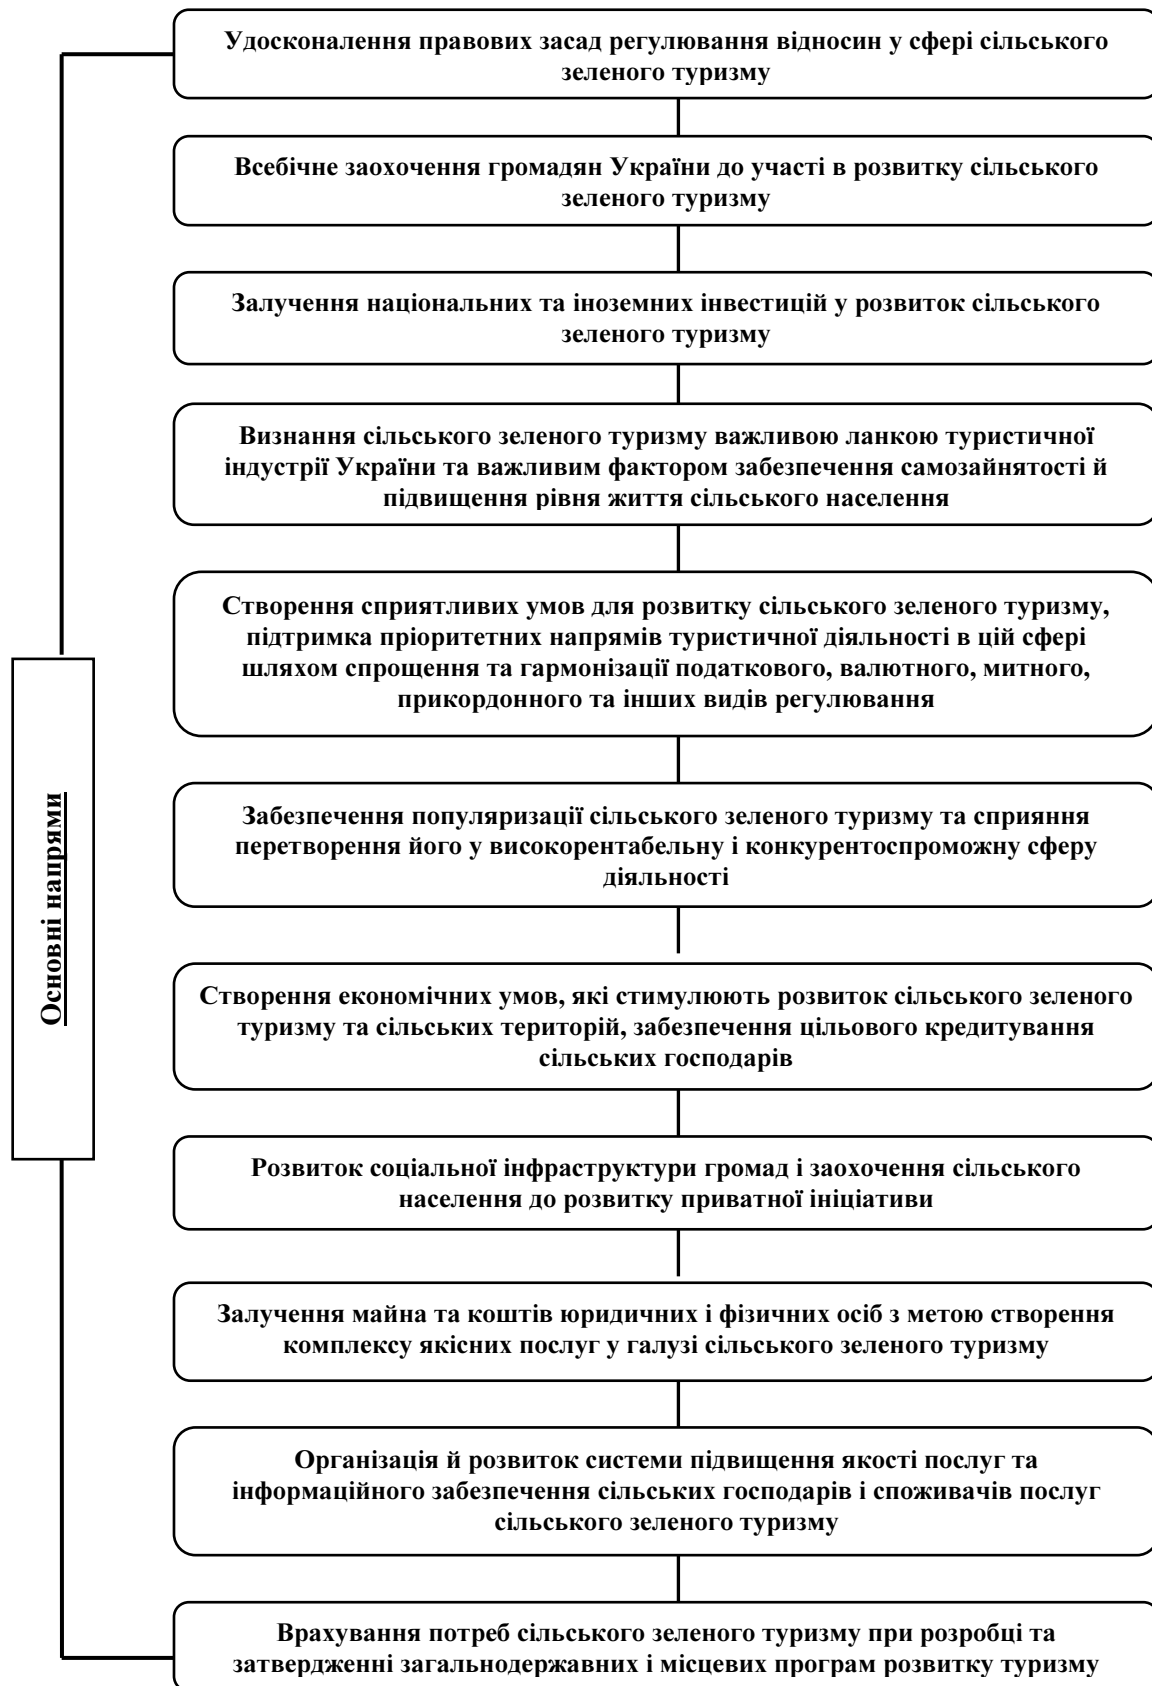 Удосконалення правових засад регулювання відносин у сфері сільського
зеленого туризму
Всебічне заохочення громадян України до участі в розвитку сільського
зеленого туризму
Залучення національних та іноземних інвестицій у розвиток сільського
зеленого туризму
Визнання сільського зеленого туризму важливою ланкою туристичної
індустрії України та важливим фактором забезпечення самозайнятості й
підвищення рівня життя сільського населення
Створення сприятливих умов для розвитку сільського зеленого туризму,
підтримка пріоритетних напрямів туристичної діяльності в цій сфері
шляхом спрощення та гармонізації податкового, валютного, митного,
прикордонного та інших видів регулювання
Основні напрями
Забезпечення популяризації сільського зеленого туризму та сприяння
перетворення його у високорентабельну і конкурентоспроможну сферу
діяльності
Створення економічних умов, які стимулюють розвиток сільського зеленого
туризму та сільських територій, забезпечення цільового кредитування
сільських господарів
Розвиток соціальної інфраструктури громад і заохочення сільського
населення до розвитку приватної ініціативи
Залучення майна та коштів юридичних і фізичних осіб з метою створення
комплексу якісних послуг у галузі сільського зеленого туризму
Організація й розвиток системи підвищення якості послуг та
інформаційного забезпечення сільських господарів і споживачів послуг
сільського зеленого туризму
Врахування потреб сільського зеленого туризму при розробці та
затвердженні загальнодержавних і місцевих програм розвитку туризму